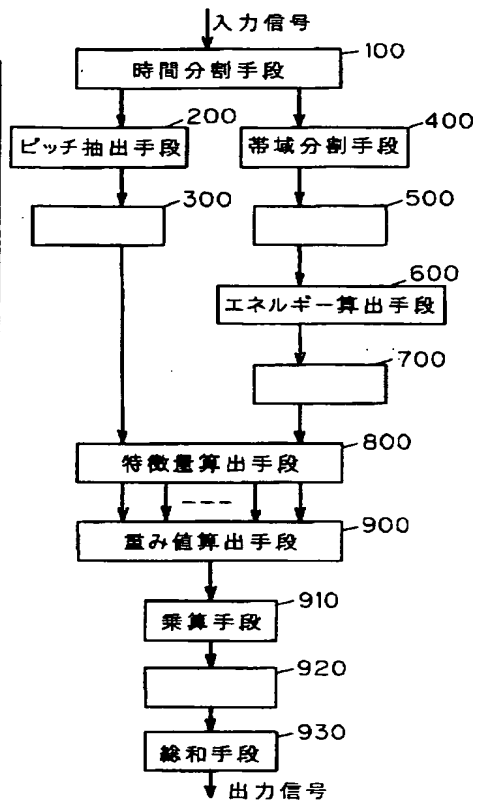 入力信号
100
時間分割手段
200
400
ピッチ抽出手段
帯域分割手段
300
500
600
エネルギー算出手段
700
800
特徴量算出手段
900
重み値算出手段
910
乗算手段
920
930
総和手段
出力信号